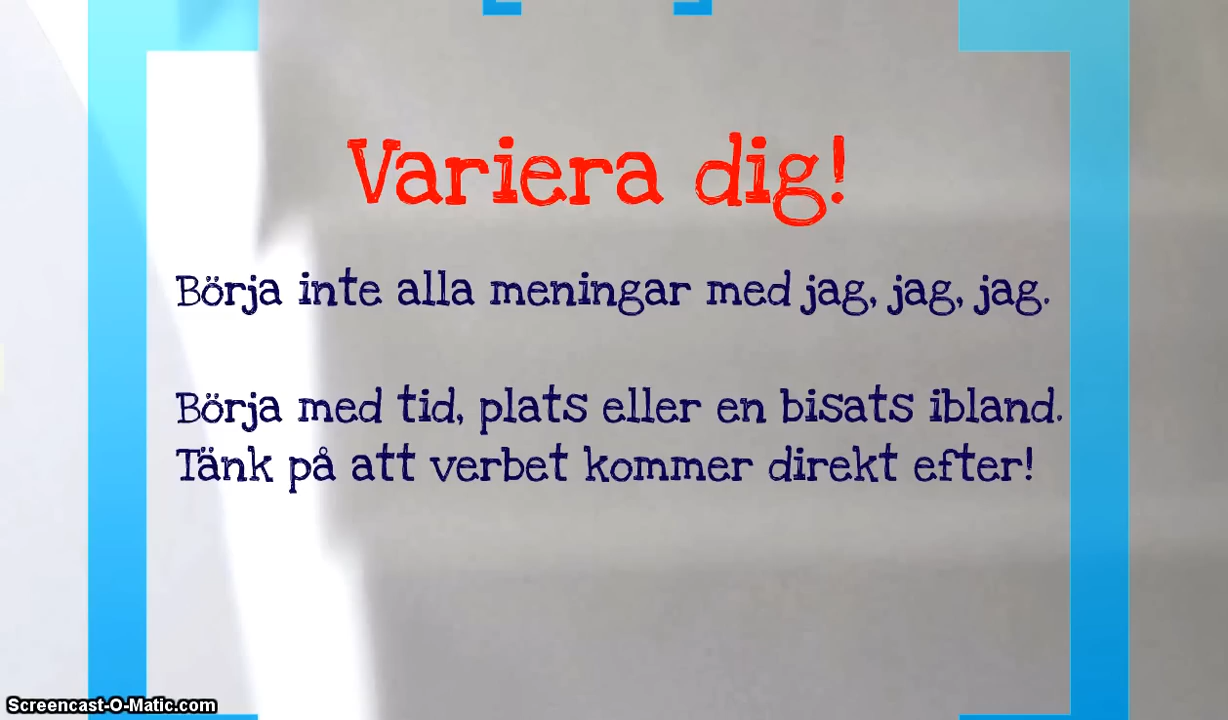 Variera dig!
Börja inte alla meningar med jag, jag, jag.
Börja med tid, plats eller en bisats ibland.
Tänk på att verbet kommer direkt efter!
Screencast-O-Matic.com